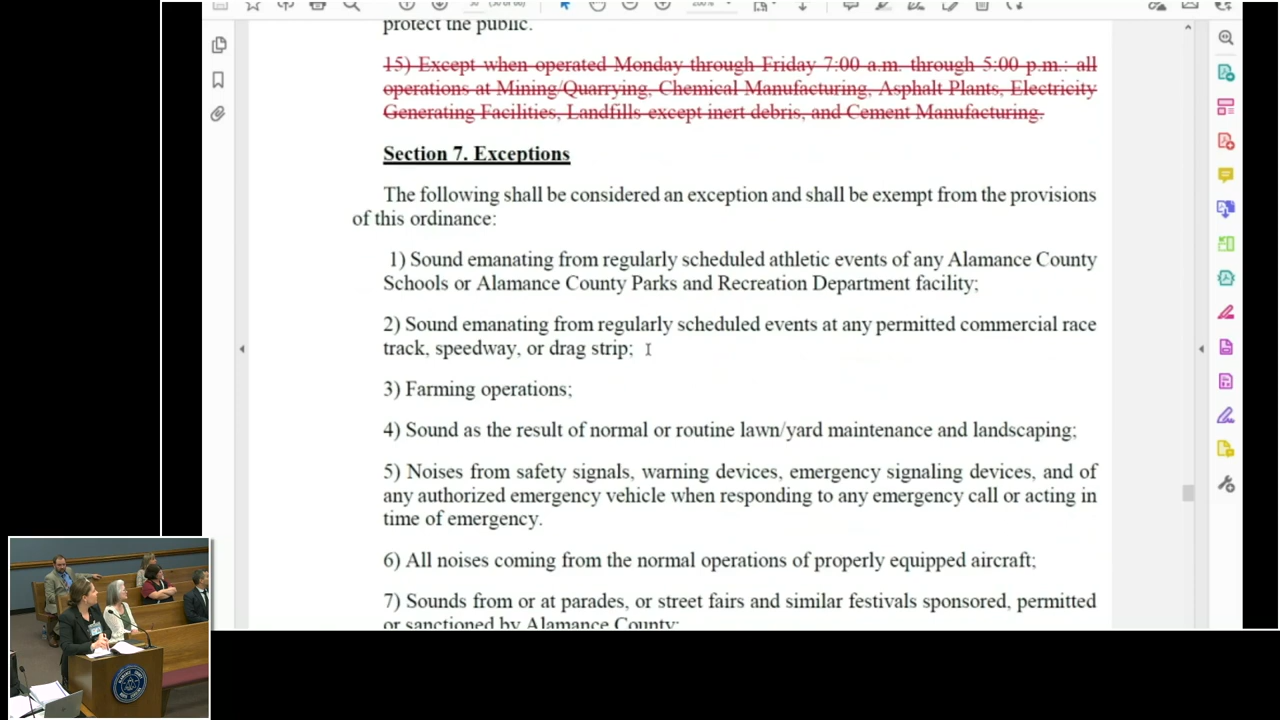 protect the public.
15) Except when operated Monday through Friday 7:00 a.m. through 5:00 p.m.: all
operations at Mining/Quarrying, Chemical Manufacturing, Asphalt Plants, Electricity
Generating Facilities, Landfills except inert debris, and Cement Manufacturing.
Section 7. Exceptions
The following shall be considered an exception and shall be exempt from the provisions
of this ordinance:
1) Sound emanating from regularly scheduled athletic events of any Alamance County
Schools or Alamance County Parks and Recreation Department facility;
2) Sound emanating from regularly scheduled events at any permitted commercial race
track, speedway, or drag strip;
3) Farming operations;
4) Sound as the result of normal or routine lawn/yard maintenance and landscaping;
5) Noises from safety signals, warning devices, emergency signaling devices, and of
any authorized emergency vehicle when responding to any emergency call or acting in
time of emergency.
6) All noises coming from the normal operations of properly equipped aircraft;
7) Sounds from or at parades, or street fairs and similar festivals sponsored, permitted
or sanctioned by Alamance County;